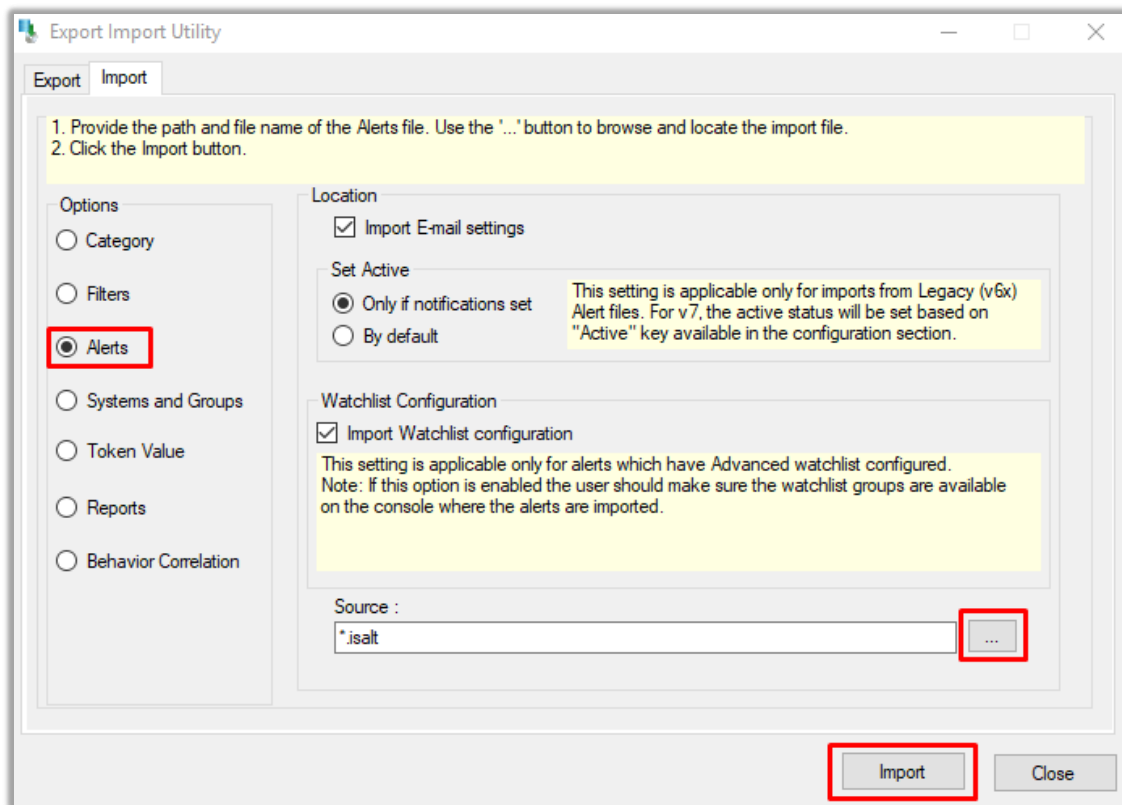 Export Import Utility
Export
Import
1. Provide the path and file name of the Alerts file. Use the '...' button to browse and locate the import file.
2. Click the Import button.
Options
Category
Filters
Alerts
Systems and Groups
Token Value
Reports
Behavior Correlation
Location
Import E-mail settings
Set Active
Only if notifications set
By default
This setting is applicable only for imports from Legacy (v6x)
Alert files. For v7, the active status will be set based on
"Active" key available in the configuration section.
Watchlist Configuration
Import Watchlist configuration
This setting is applicable only for alerts which have Advanced watchlist configured.
Note: If this option is enabled the user should make sure the watchlist groups are available
on the console where the alerts are imported.
Source :
*.isalt
...
Import
Close